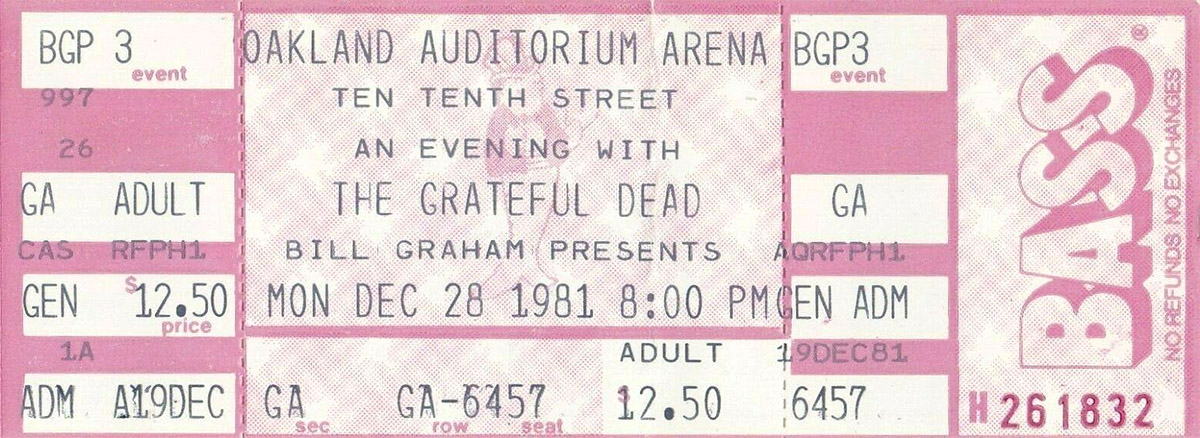 BGP 3
event
997
26
GA ADULT
CAS RFPH1
GEN $12.50
price
1A
ADM A19DEC
OAKLAND AUDITORIUM ARENA
TEN TENTH STREET
AN EVENING WITH
THE GRATEFUL DEAD
BILL GRAHAM PRESENTS
MON DEC 28 1981 8:00 PM
ADULT
GA GA-6457 $12.50
sec row seat
BGP3
event
GA
AQRFPH1
GEN ADM
19DEC81
6457
BASS®
NO REFUNDS NO EXCHANGES
H 261832